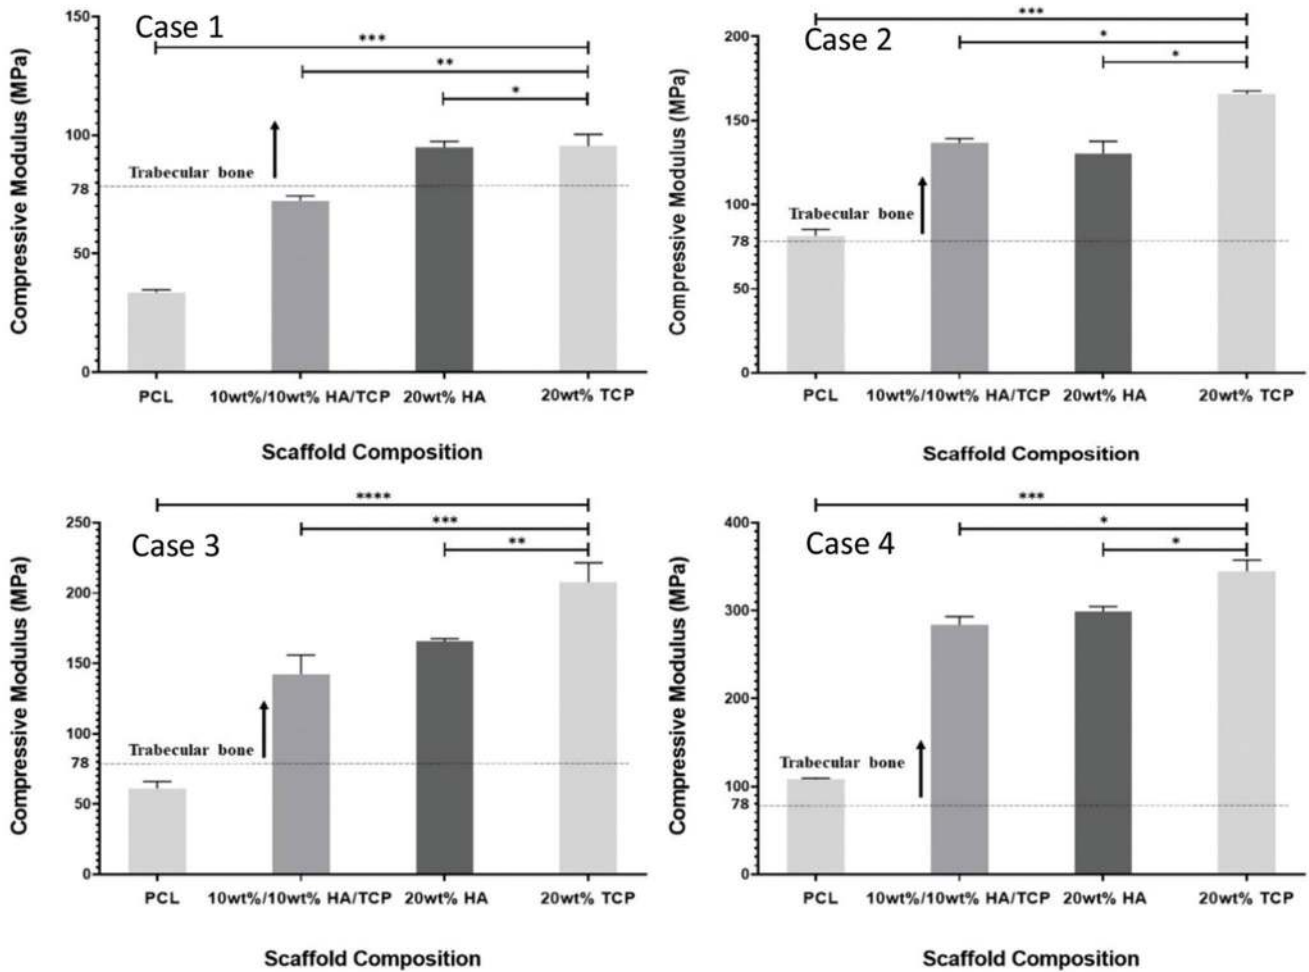 Case 1
Compressive Modulus (MPa)
***
**
*
150
100
78
50
0
Trabecular bone
PCL 10wt%/10wt% HA/TCP 20wt% HA 20wt% TCP
Scaffold Composition
Case 2
Compressive Modulus (MPa)
***
*
*
200
150
100
78
50
0
Trabecular bone
PCL 10wt%/10wt% HA/TCP 20wt% HA 20wt% TCP
Scaffold Composition
Case 3
Compressive Modulus (MPa)
****
***
**
250
200
150
100
78
50
0
Trabecular bone
PCL 10wt%/10wt% HA/TCP 20wt% HA 20wt% TCP
Scaffold Composition
Case 4
Compressive Modulus (MPa)
***
*
*
400
300
200
100
78
0
Trabecular bone
PCL 10wt%/10wt% HA/TCP 20wt% HA 20wt% TCP
Scaffold Composition